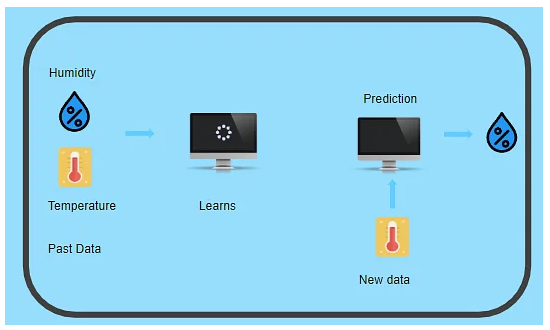 Humidity
Temperature
Past Data
Learns
Prediction
New data